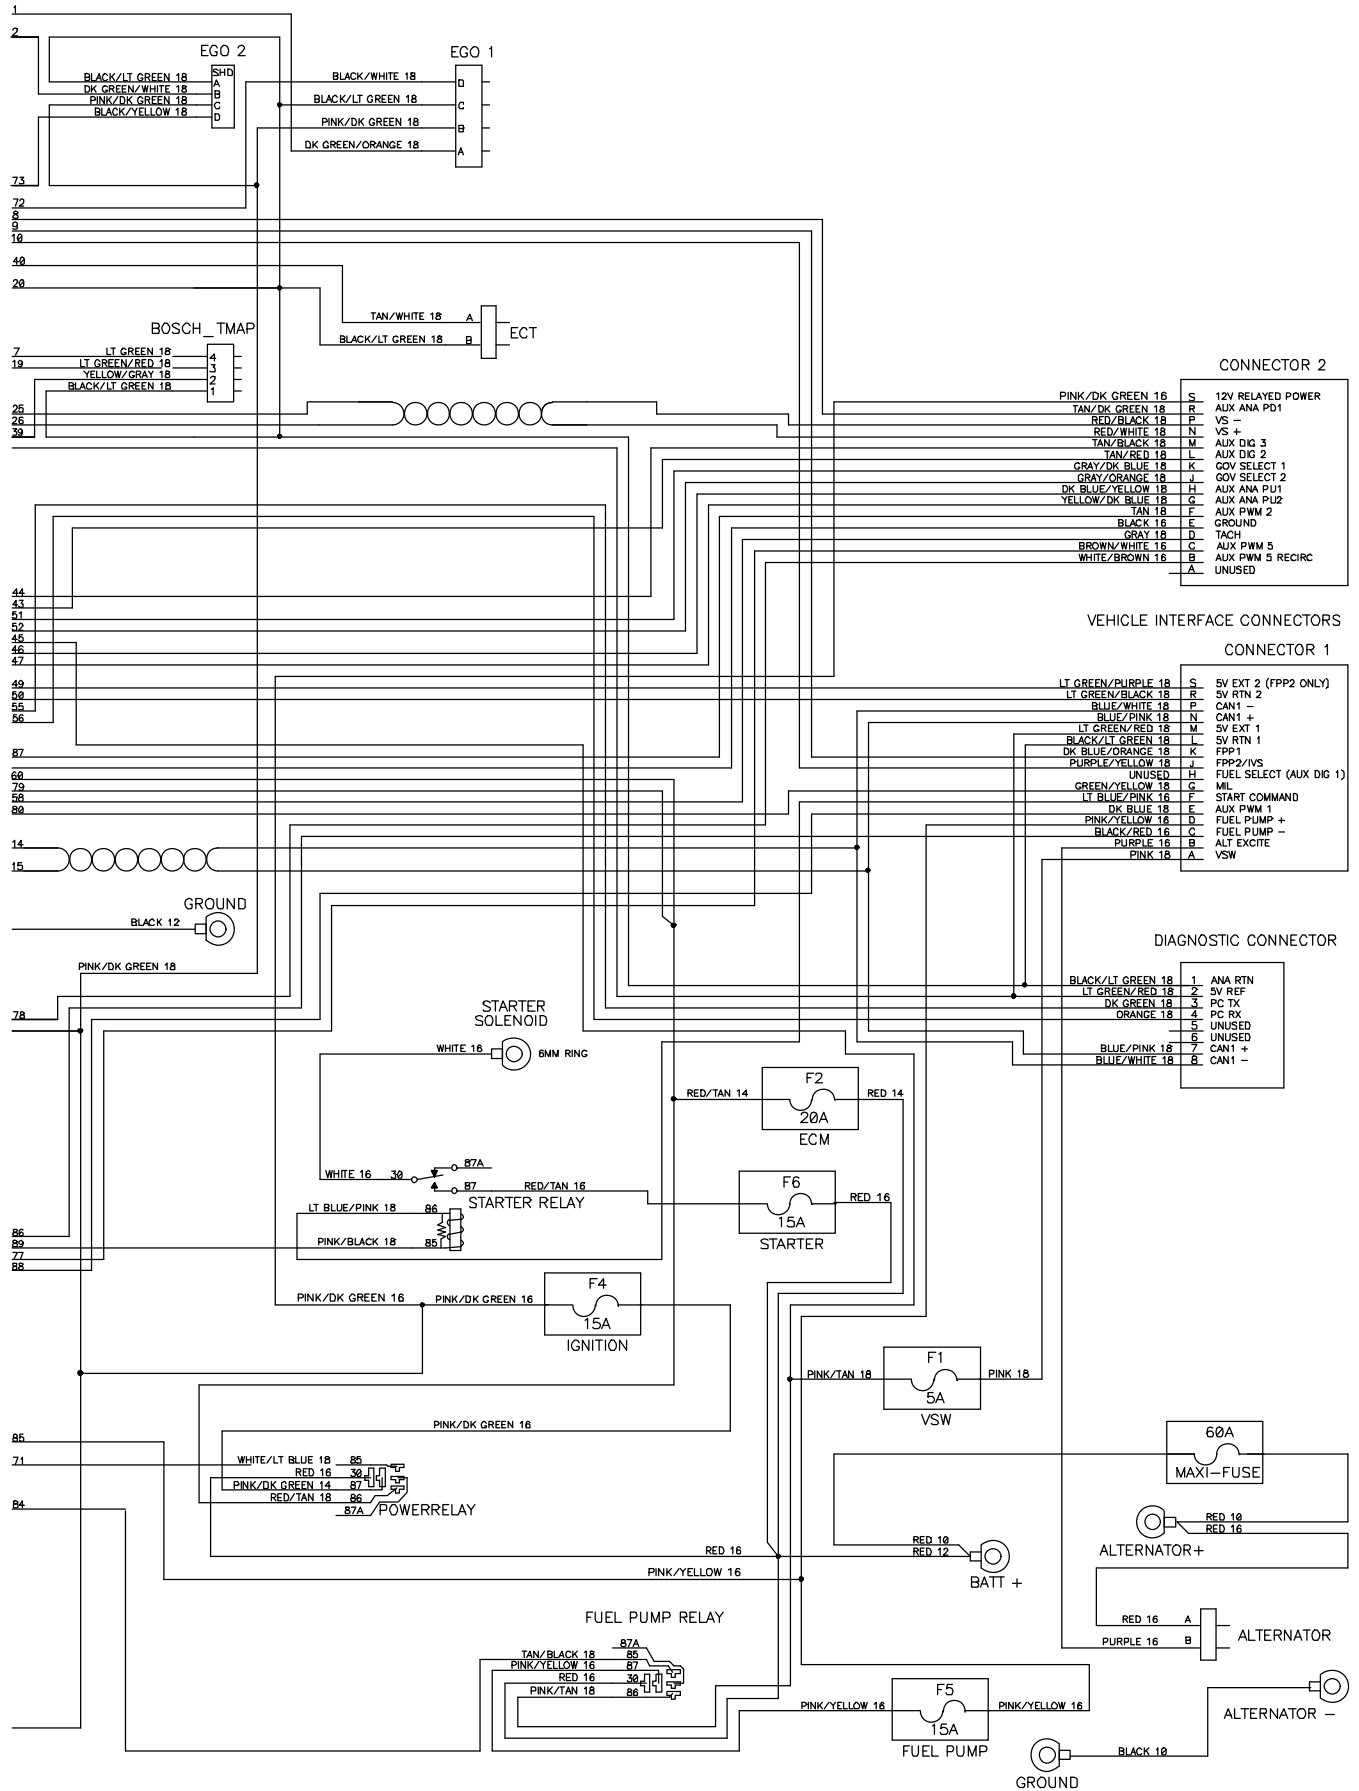 1
2
EGO 2
EGO 1
SHD
BLACK/LT GREEN 18 A
DK GREEN/WHITE 18 B
PINK/DK GREEN 18 C
BLACK/YELLOW 18 D
BLACK/WHITE 18 D
BLACK/LT GREEN 18 C
PINK/DK GREEN 18 B
DK GREEN/ORANGE 18 A
73
72
8
9
10
40
20
TAN/WHITE 18 A
BLACK/LT GREEN 18 B
ECT
BOSCH_TMAP
7 LT GREEN 18 4
19 LT GREEN/RED 18 3
YELLOW/GRAY 18 2
BLACK/LT GREEN 18 1
25
26
39
CONNECTOR 2
PINK/DK GREEN 16 S 12V RELAYED POWER
TAN/DK GREEN 18 R AUX ANA PD1
RED/BLACK 18 P VS -
RED/WHITE 18 N VS +
TAN/BLACK 18 M AUX DIG 3
TAN/RED 18 L AUX DIG 2
GRAY/DK BLUE 18 K GOV SELECT 1
GRAY/ORANGE 18 J GOV SELECT 2
DK BLUE/YELLOW 18 H AUX ANA PU1
YELLOW/DK BLUE 18 G AUX ANA PU2
TAN 18 F AUX PWM 2
BLACK 16 E GROUND
GRAY 18 D TACH
BROWN/WHITE 16 C AUX PWM 5
WHITE/BROWN 16 B AUX PWM 5 RECIRC
A UNUSED
44
43
51
52
45
46
47
49
50
55
56
87
60
79
58
80
14
15
VEHICLE INTERFACE CONNECTORS
CONNECTOR 1
LT GREEN/PURPLE 18 S 5V EXT 2 (FPP2 ONLY)
LT GREEN/BLACK 18 R 5V RTN 2
BLUE/WHITE 18 P CAN1 -
BLUE/PINK 18 N CAN1 +
LT GREEN/RED 18 M 5V EXT 1
BLACK/LT GREEN 18 L 5V RTN 1
DK BLUE/ORANGE 18 K FPP1
PURPLE/YELLOW 18 J FPP2/IVS
UNUSED H FUEL SELECT (AUX DIG 1)
GREEN/YELLOW 18 G MIL
LT BLUE/PINK 16 F START COMMAND
DK BLUE 18 E AUX PWM 1
PINK/YELLOW 16 D FUEL PUMP +
BLACK/RED 16 C FUEL PUMP -
PURPLE 16 B ALT EXCITE
PINK 18 A VSW
GROUND
BLACK 12
PINK/DK GREEN 18
78
DIAGNOSTIC CONNECTOR
BLACK/LT GREEN 18 1 ANA RTN
LT GREEN/RED 18 2 5V REF
DK GREEN 18 3 PC TX
ORANGE 18 4 PC RX
5 UNUSED
6 UNUSED
BLUE/PINK 18 7 CAN1 +
BLUE/WHITE 18 8 CAN1 -
STARTER
SOLENOID
WHITE 16
6MM RING
RED/TAN 14
F2
20A
RED 14
ECM
WHITE 16 30
87A
87
RED/TAN 16
STARTER RELAY
LT BLUE/PINK 18 86
PINK/BLACK 18 85
F6
15A
RED 16
STARTER
86
89
77
88
PINK/DK GREEN 16
PINK/DK GREEN 16
F4
15A
IGNITION
PINK/TAN 18
F1
5A
PINK 18
VSW
PINK/DK GREEN 16
85
71
84
WHITE/LT BLUE 18 85
RED 16 30
PINK/DK GREEN 14 87
RED/TAN 18 86
87A
POWERRELAY
60A
MAXI-FUSE
RED 10
RED 16
ALTERNATOR+
RED 16
PINK/YELLOW 16
RED 10
RED 12
BATT +
RED 16 A
PURPLE 16 B
ALTERNATOR
FUEL PUMP RELAY
87A
TAN/BLACK 18 85
PINK/YELLOW 16 87
RED 16 30
PINK/TAN 18 86
PINK/YELLOW 16
F5
15A
PINK/YELLOW 16
FUEL PUMP
ALTERNATOR -
BLACK 10
GROUND